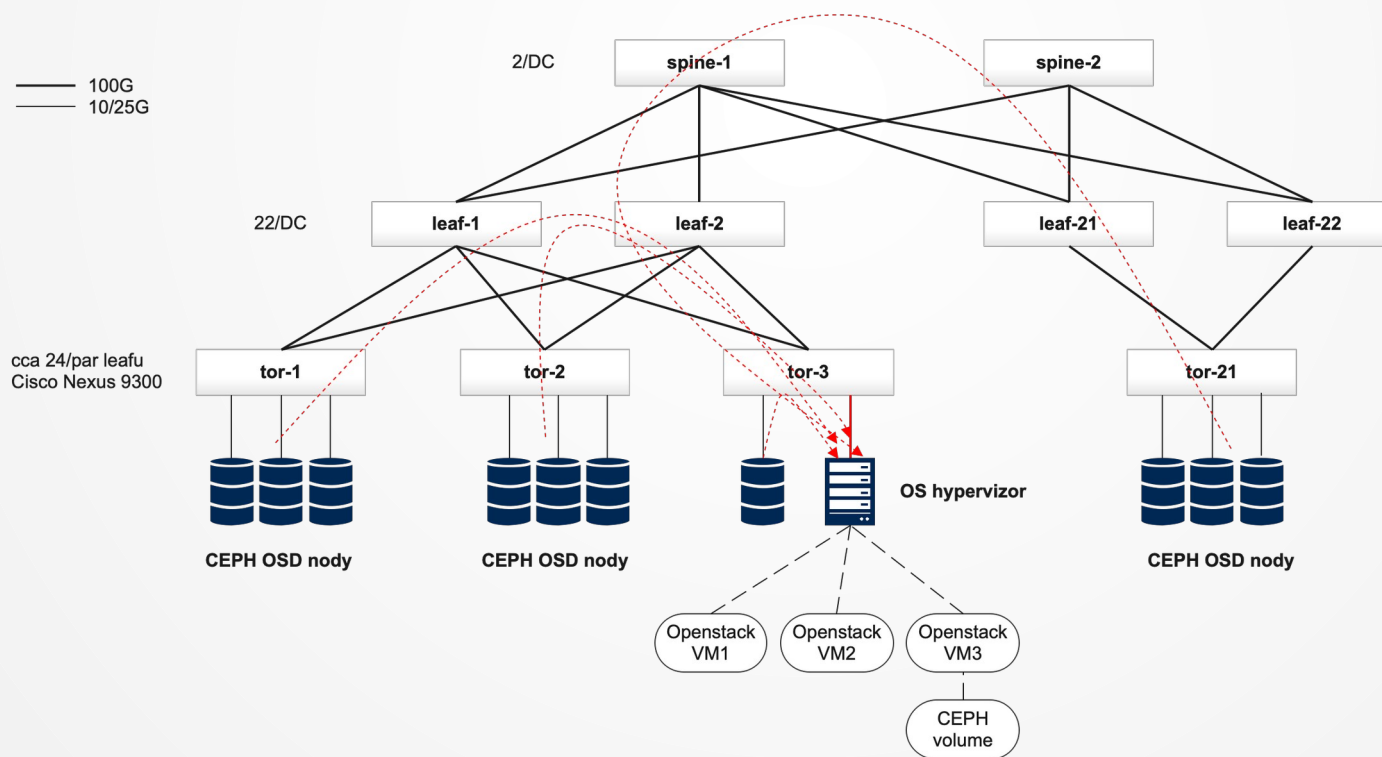 2/DC
spine-1
spine-2
100G
10/25G
22/DC
leaf-1
leaf-2
leaf-21
leaf-22
cca 24/par leafu
Cisco Nexus 9300
tor-1
tor-2
tor-3
tor-21
OS hypervizor
CEPH OSD nody
CEPH OSD nody
CEPH OSD nody
Openstack
VM1
Openstack
VM2
Openstack
VM3
CEPH
volume